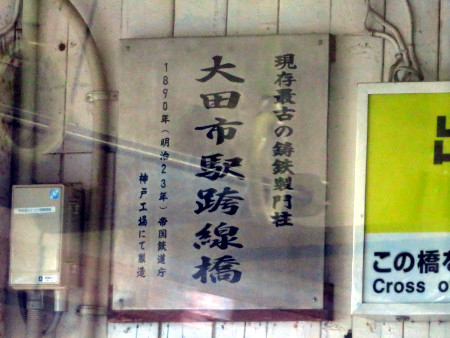 現存最古の鋳鉄製門柱
大田市駅跨線橋
1890年(明治23年)帝国鉄道庁
神戸工場にて製造
この橋を
Cross o